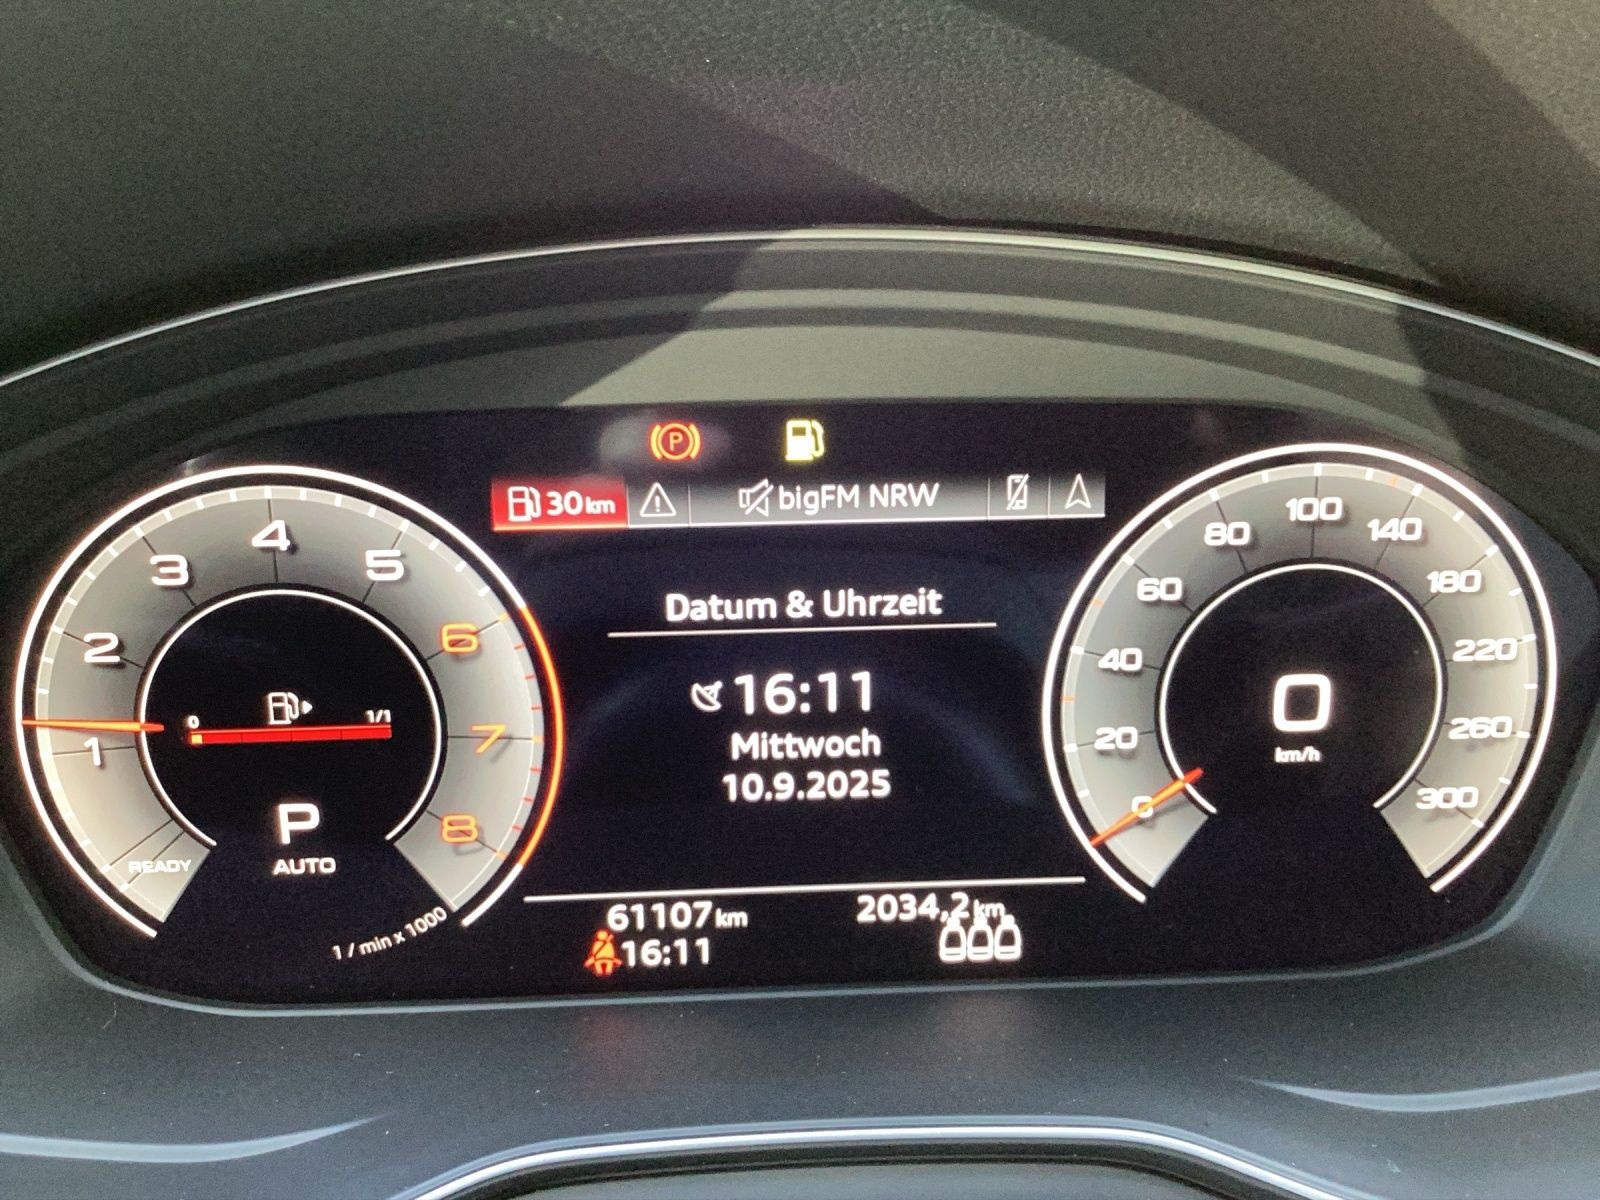 30 km
bigFM NRW
Datum & Uhrzeit
16:11
Mittwoch
10.9.2025
61107 km
2034,2 km
16:11
1
2
3
4
5
6
7
8
READY
0
1/1
P
AUTO
1 / min x 1000
0
20
40
60
80
100
140
180
220
260
300
0
km/h
P